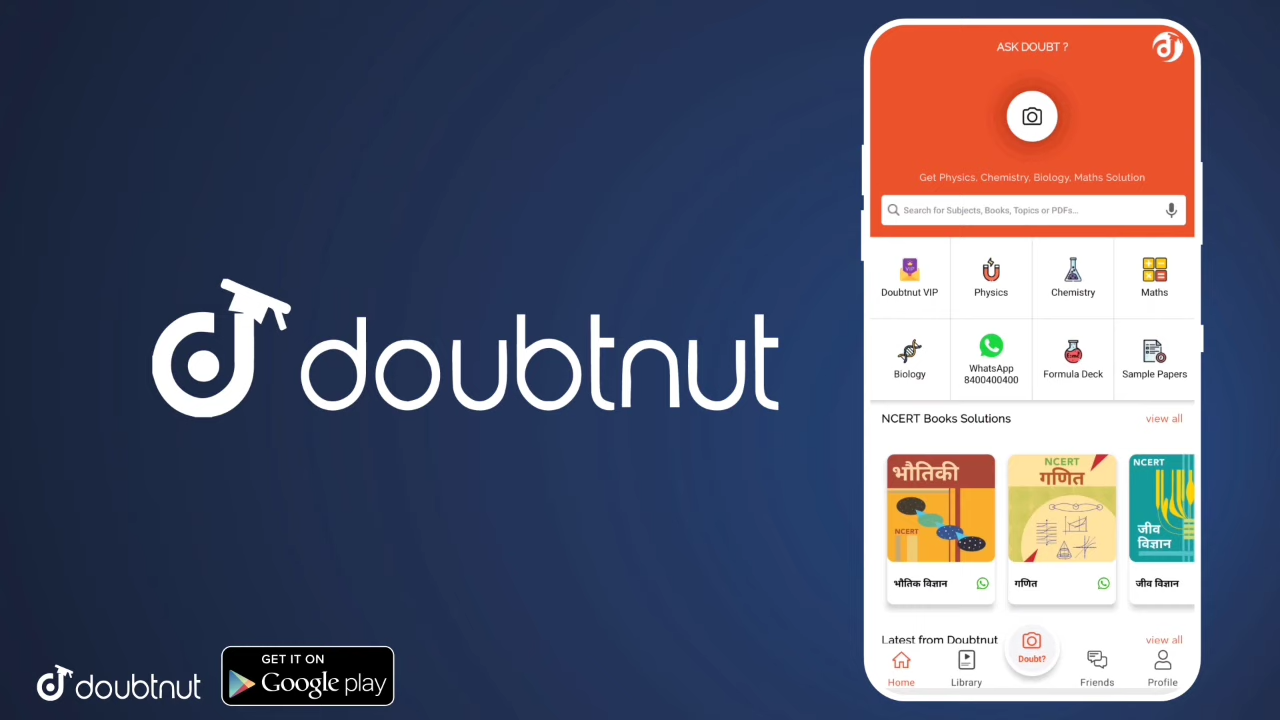 doubtnut
doubtnut
GET IT ON
Google play
ASK DOUBT ?
Get Physics, Chemistry, Biology, Maths Solution
Search for Subjects, Books, Topics or PDFs...
Doubtnut VIP
Physics
Chemistry
Maths
Biology
WhatsApp
8400400400
Formula Deck
Sample Papers
NCERT Books Solutions
view all
भौतिकी
NCERT
NCERT
गणित
NCERT
जीव
विज्ञान
भौतिक विज्ञान
गणित
जीव विज्ञान
Latest from Doubtnut
view all
Doubt?
Home
Library
Friends
Profile